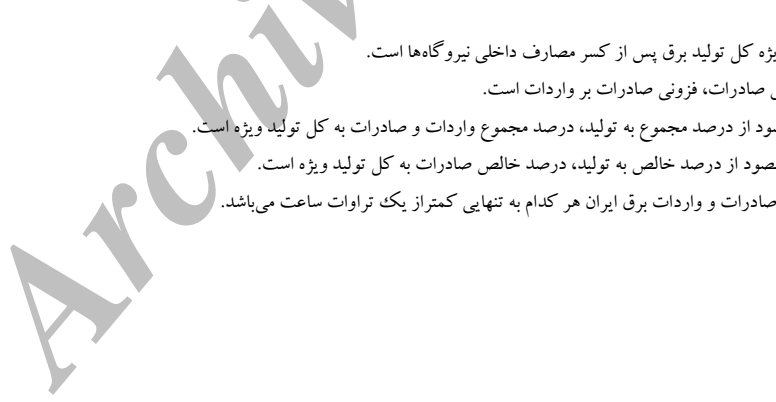 یژه کل تولید برق پس از کسر مصارف داخلی نیروگاه‌ها است.
صادرات، فزونی صادرات بر واردات است.
ود از درصد مجموع به تولید، درصد مجموع واردات و صادرات به کل تولید ویژه است.
صود از درصد خالص به تولید، درصد خالص صادرات به کل تولید ویژه است.
صادرات و واردات برق ایران هر کدام به تنهایی کمتراز یک تراوات ساعت می‌باشد.
Archiv